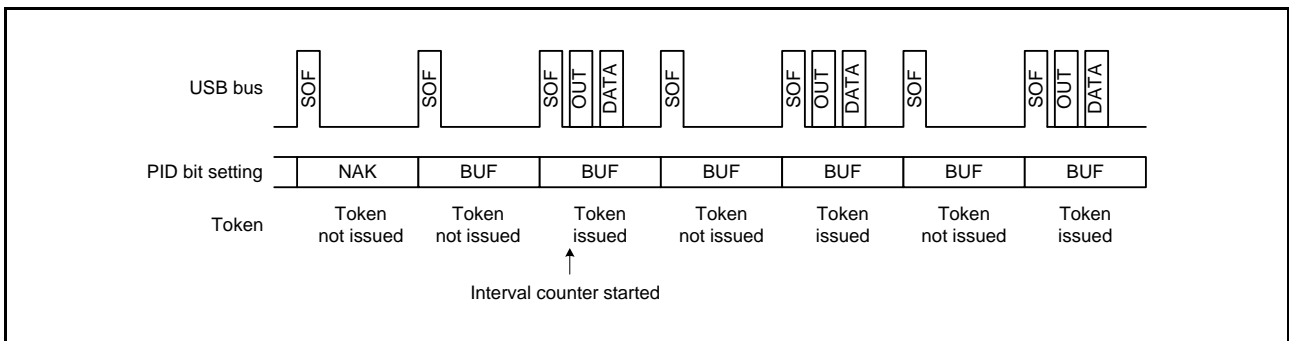 USB bus SOF SOF SOF OUT DATA SOF SOF OUT DATA SOF SOF OUT DATA
PID bit setting NAK BUF BUF BUF BUF BUF BUF
Token Token Token Token Token Token Token Token
not issued not issued issued not issued issued not issued issued
Interval counter started